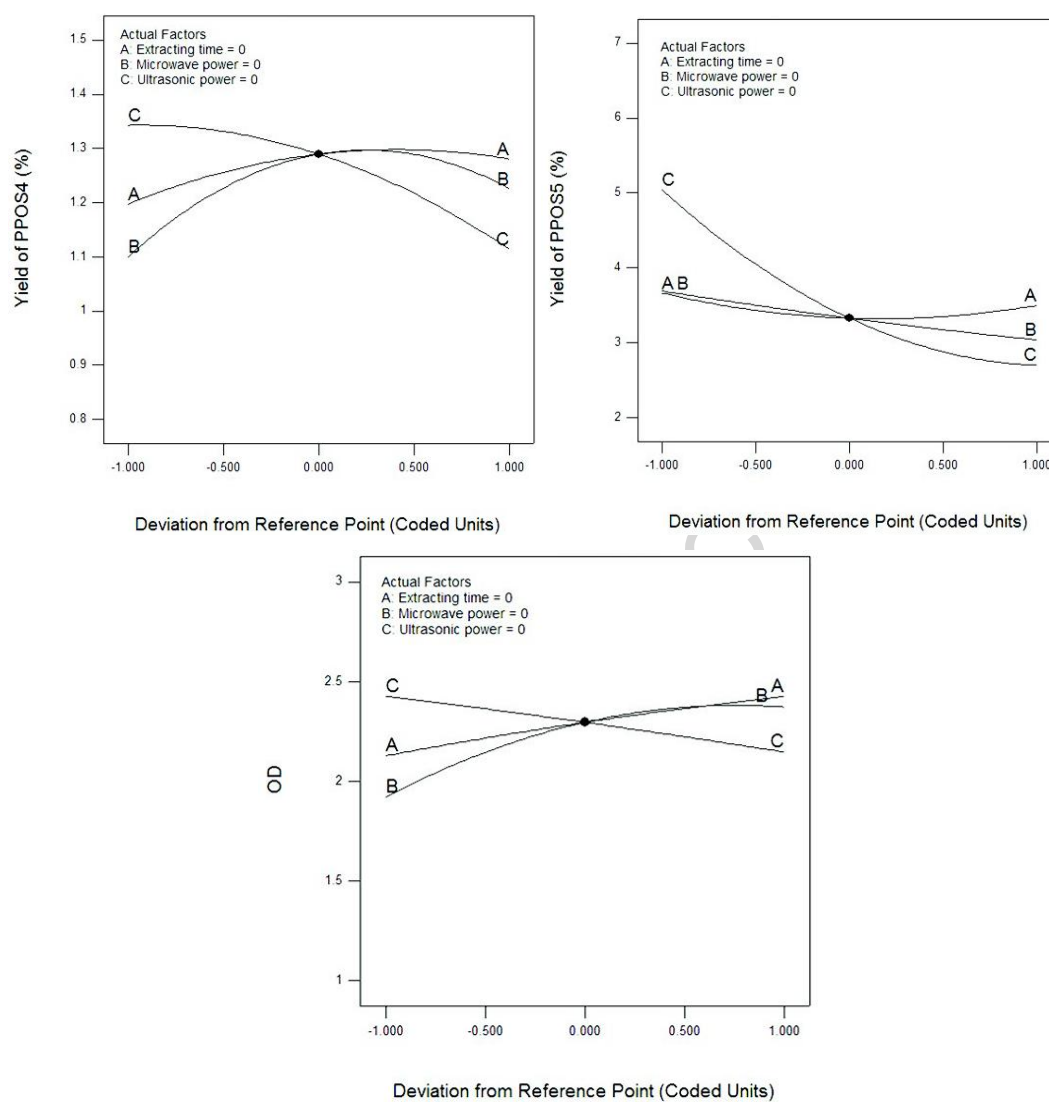 Yield of PPOS4 (%)
1.5
1.4
1.3
1.2
1.1
1
0.9
0.8
Actual Factors
A: Extracting time = 0
B: Microwave power = 0
C: Ultrasonic power = 0
C
A
B
A
B
C
-1.000
-0.500
0.000
0.500
1.000
Deviation from Reference Point (Coded Units)
Yield of PPOS5 (%)
7
6
5
4
3
2
Actual Factors
A: Extracting time = 0
B: Microwave power = 0
C: Ultrasonic power = 0
C
A B
A
B
C
-1.000
-0.500
0.000
0.500
1.000
Deviation from Reference Point (Coded Units)
OD
3
2.5
2
1.5
1
Actual Factors
A: Extracting time = 0
B: Microwave power = 0
C: Ultrasonic power = 0
C
A
B
A
B
C
-1.000
-0.500
0.000
0.500
1.000
Deviation from Reference Point (Coded Units)